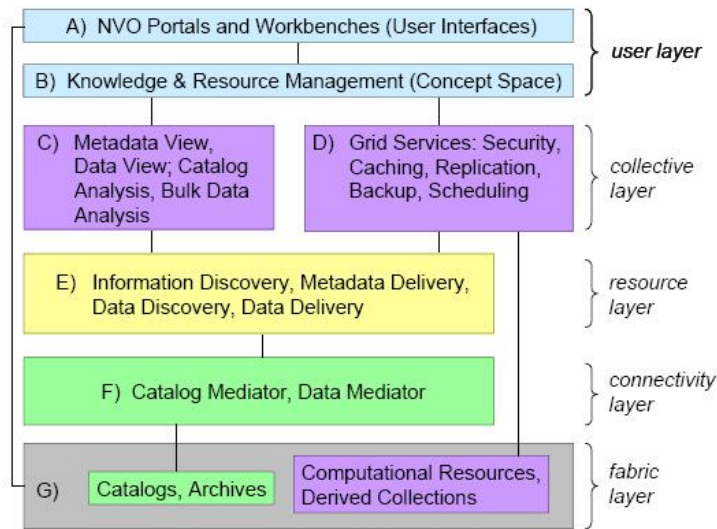 A) NVO Portals and Workbenches (User Interfaces)
user layer
B) Knowledge & Resource Management (Concept Space)
C) Metadata View,
Data View; Catalog
Analysis, Bulk Data
Analysis
D) Grid Services: Security,
Caching, Replication,
Backup, Scheduling
collective
layer
E) Information Discovery, Metadata Delivery,
Data Discovery, Data Delivery
resource
layer
F) Catalog Mediator, Data Mediator
connectivity
layer
G)
Catalogs, Archives
Computational Resources,
Derived Collections
fabric
layer